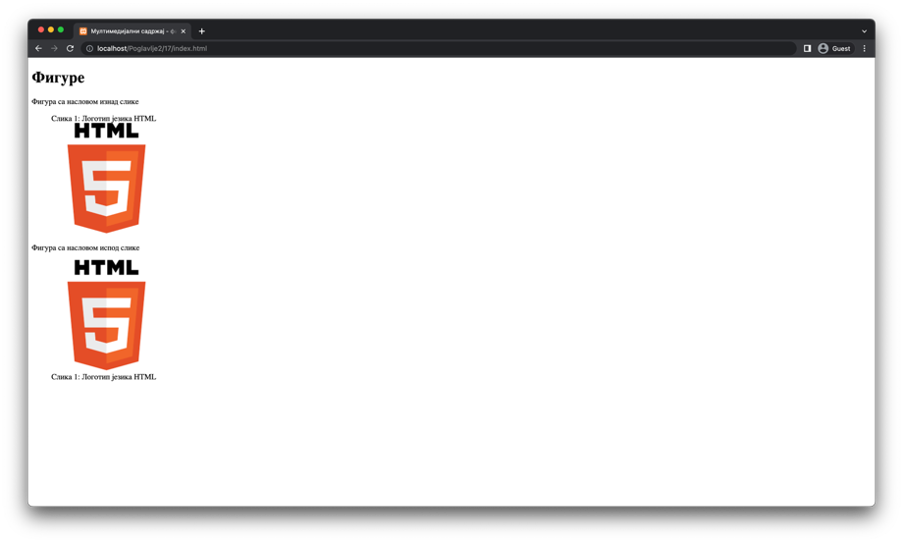 Мултимедијални садржај - ф
localhost/Poglavlje2/17/index.html
Guest
Фигуре
Фигура са насловом изнад слике
Слика 1: Логотип језика HTML
HTML
5
Фигура са насловом испод слике
HTML
5
Слика 1: Логотип језика HTML